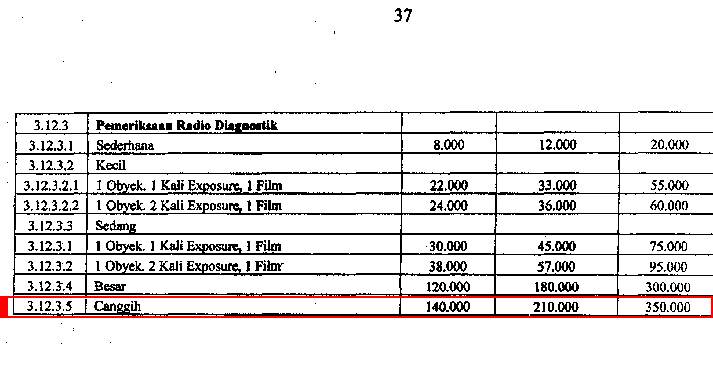 37
3.12.3 Pemeriksaan Radio Diagnostik
3.12.3.1 Sederhana 8.000 12.000 20.000
3.12.3.2 Kecil
3.12.3.2.1 1 Obyek. 1 Kali Exposure, 1 Film 22.000 33.000 55.000
3.12.3.2.2 1 Obyek. 2 Kali Exposure, 1 Film 24.000 36.000 60.000
3.12.3.3 Sedang
3.12.3.1 1 Obyek. 1 Kali Exposure, 1 Film 30.000 45.000 75.000
3.12.3.2 1 Obyek. 2 Kali Exposure, 1 Film 38.000 57.000 95.000
3.12.3.4 Besar 120.000 180.000 300.000
3.12.3.5 Canggih 140.000 210.000 350.000